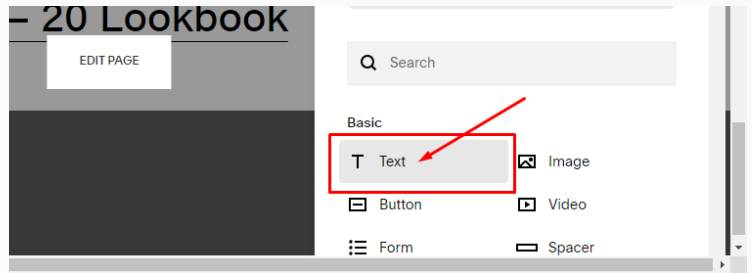 – 20 Lookbook
EDIT PAGE
Search
Basic
Text
Image
Button
Video
Form
Spacer